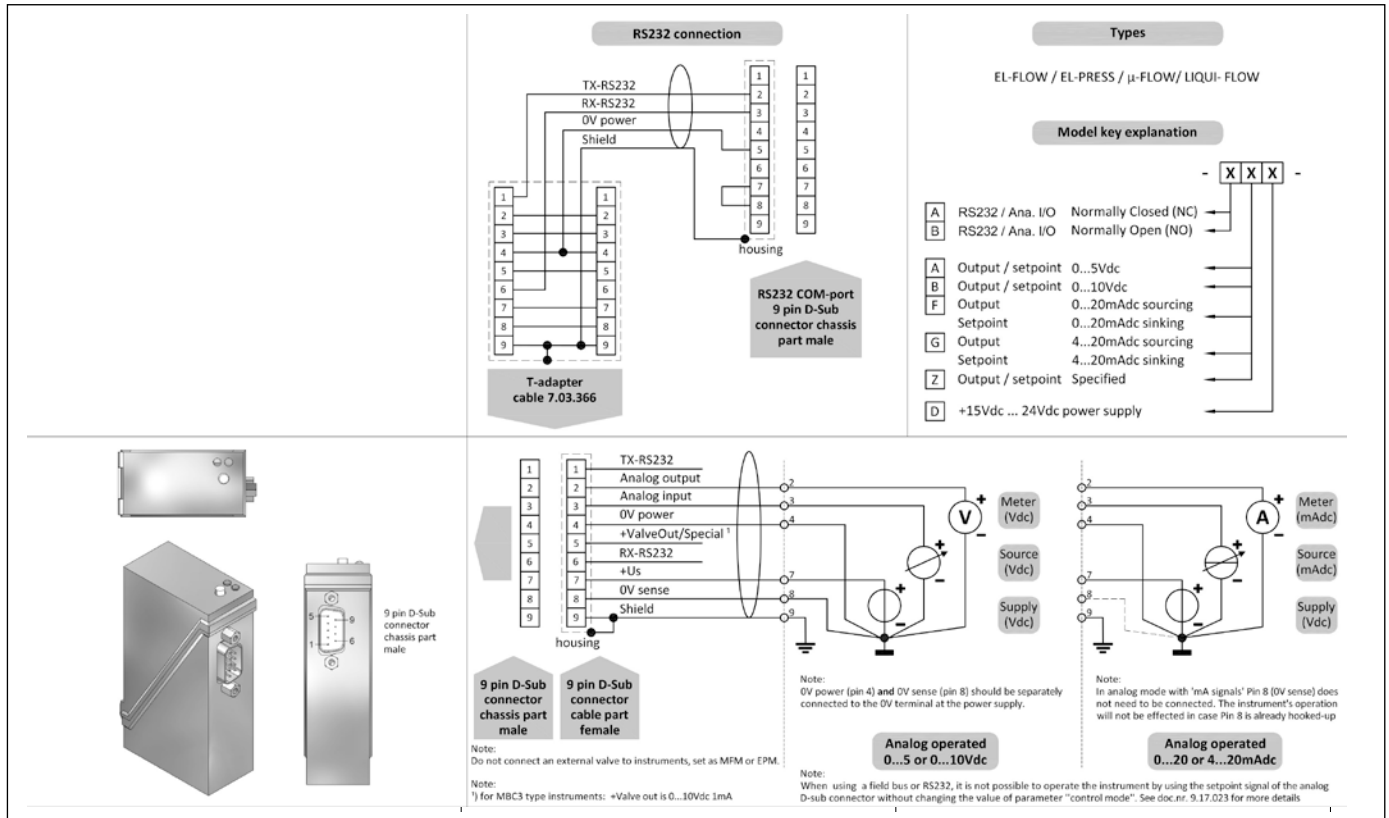 RS232 connection
TX-RS232
RX-RS232
0V power
Shield
1
2
3
4
5
6
7
8
9
1
2
3
4
5
6
7
8
9
1
2
3
4
5
6
7
8
9
1
2
3
4
5
6
7
8
9
housing
RS232 COM-port
9 pin D-Sub
connector chassis
part male
T-adapter
cable 7.03.366
Types
EL-FLOW / EL-PRESS / µ-FLOW/ LIQUI- FLOW
Model key explanation
- X X X -
A RS232 / Ana. I/O Normally Closed (NC)
B RS232 / Ana. I/O Normally Open (NO)
A Output / setpoint 0...5Vdc
B Output / setpoint 0...10Vdc
F Output 0...20mAdc sourcing
Setpoint 0...20mAdc sinking
G Output 4...20mAdc sourcing
Setpoint 4...20mAdc sinking
Z Output / setpoint Specified
D +15Vdc ... 24Vdc power supply
5
9
1
6
9 pin D-Sub
connector
chassis part
male
1
2
3
4
5
6
7
8
9
1
2
3
4
5
6
7
8
9
TX-RS232
Analog output
Analog input
0V power
+ValveOut/Special ¹
RX-RS232
+Us
0V sense
Shield
housing
9 pin D-Sub
connector
chassis part
male
9 pin D-Sub
connector
cable part
female
Note:
Do not connect an external valve to instruments, set as MFM or EPM.
Note:
¹) for MBC3 type instruments: +Valve out is 0...10Vdc 1mA
2
3
4
7
8
9
V
+
-
+
-
+
-
Meter
(Vdc)
Source
(Vdc)
Supply
(Vdc)
Note:
0V power (pin 4) and 0V sense (pin 8) should be separately
connected to the 0V terminal at the power supply.
Analog operated
0...5 or 0...10Vdc
2
3
4
7
8
9
A
+
-
+
-
+
-
Meter
(mAdc)
Source
(mAdc)
Supply
(Vdc)
Note:
In analog mode with 'mA signals' Pin 8 (0V sense) does
not need to be connected. The instrument's operation
will not be effected in case Pin 8 is already hooked-up
Analog operated
0...20 or 4...20mAdc
Note:
When using a field bus or RS232, it is not possible to operate the instrument by using the setpoint signal of the analog
D-sub connector without changing the value of parameter "control mode". See doc.nr. 9.17.023 for more details